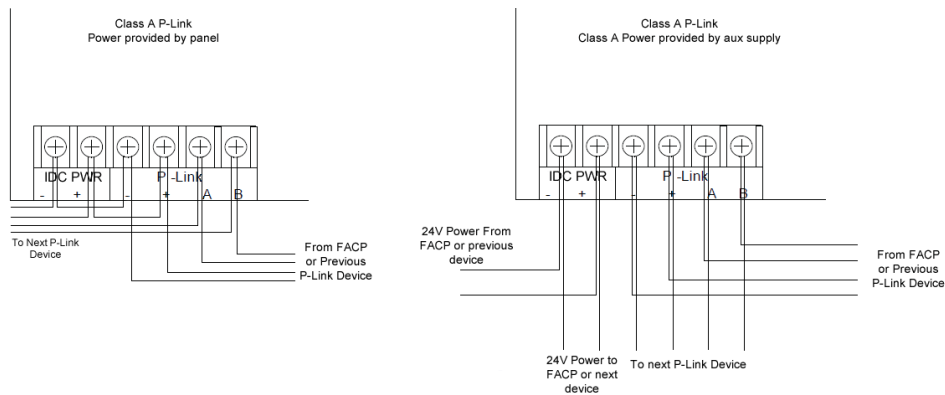 Class A P-Link
Power provided by panel
IDC PWR
P -Link
- + - + A B
To Next P-Link
Device
From FACP
or Previous
P-Link Device
Class A P-Link
Class A Power provided by aux supply
IDC PWR
P -Link
- + - + A B
24V Power From
FACP or previous
device
From FACP
or Previous
P-Link Device
24V Power to
FACP or next
device
To next P-Link Device